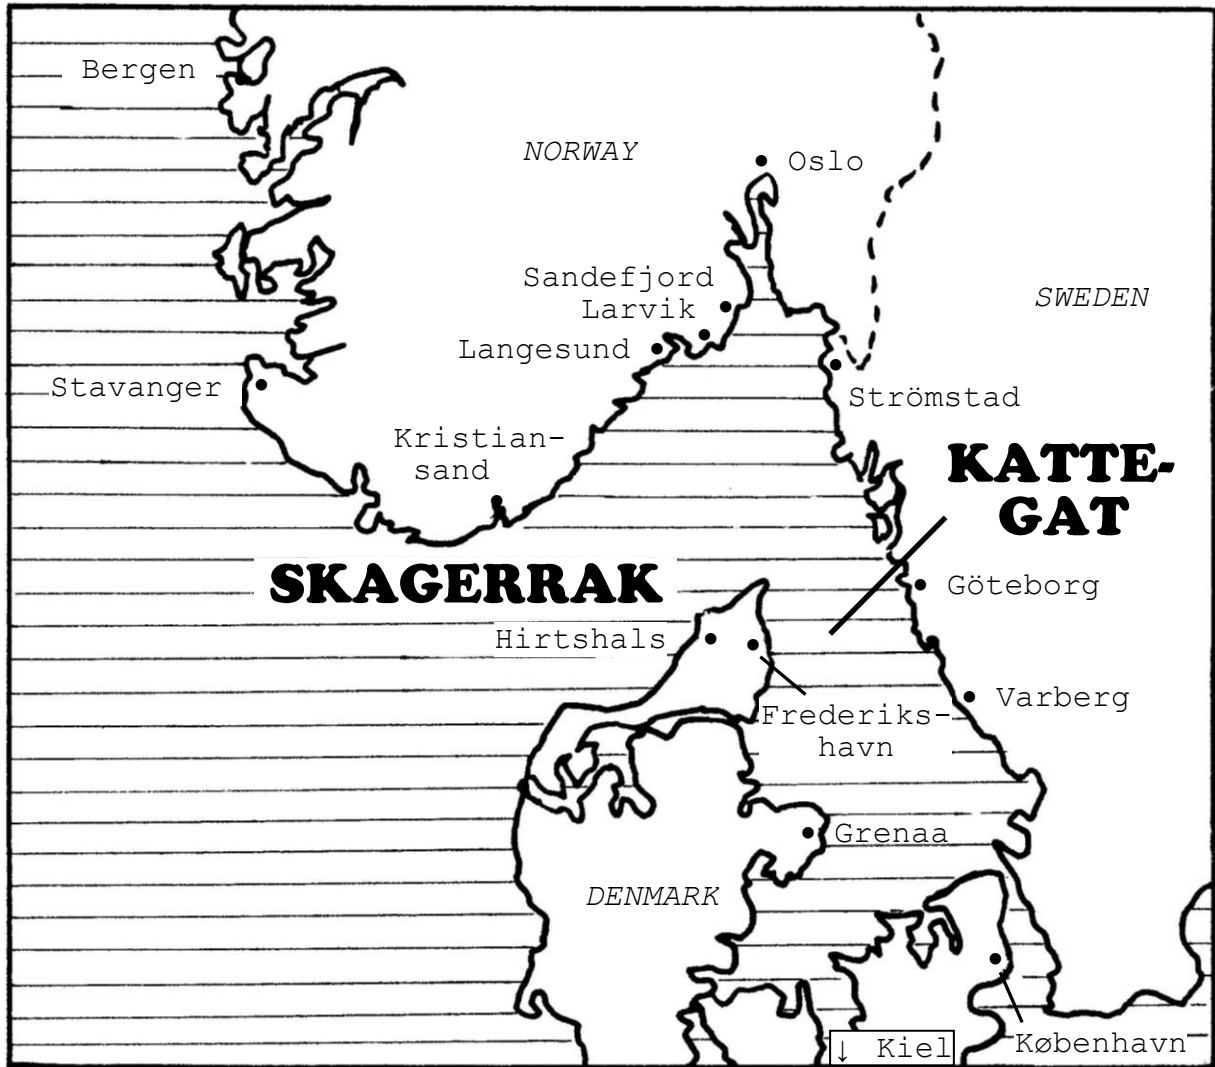 Bergen
NORWAY
Oslo
Sandefjord
Larvik
SWEDEN
Langesund
Stavanger
Strömstad
Kristian-
sand
KATTE-
GAT
SKAGERRAK
Göteborg
Hirtshals
Varberg
Frederiks-
havn
Grenaa
DENMARK
København
↓ Kiel